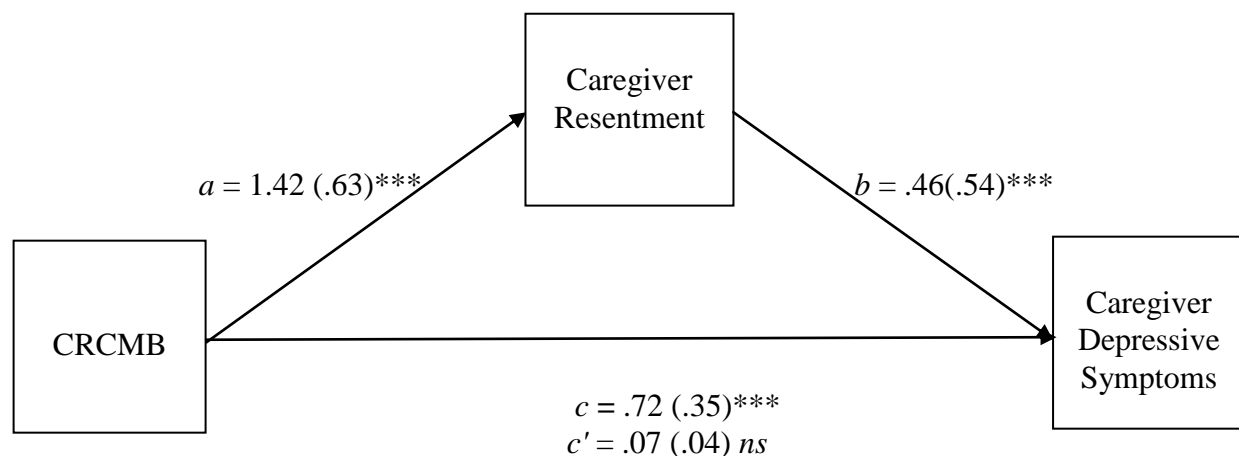 Caregiver
Resentment
a = 1.42 (.63)***
b = .46(.54)***
CRCMB
Caregiver
Depressive
Symptoms
c = .72 (.35)***
c' = .07 (.04) ns